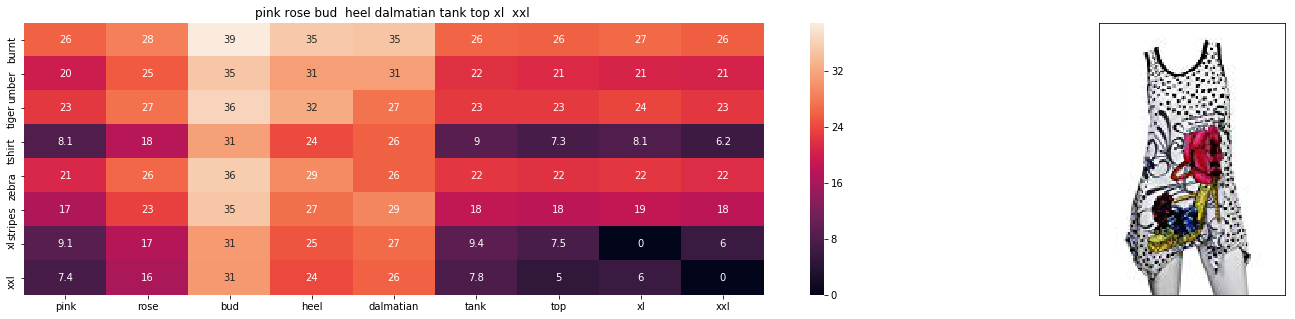 pink rose bud  heel dalmatian tank top xl  xxl
burnt 26 28 39 35 35 26 26 27 26
umber 20 25 35 31 31 22 21 21 21
tiger 23 27 36 32 27 23 23 24 23
tshirt 8.1 18 31 24 26 9 7.3 8.1 6.2
zebra 21 26 36 29 26 22 22 22 22
stripes 17 23 35 27 29 18 18 19 18
xl 9.1 17 31 25 27 9.4 7.5 0 6
xxl 7.4 16 31 24 26 7.8 5 6 0
pink rose bud heel dalmatian tank top xl xxl
32
24
16
8
0